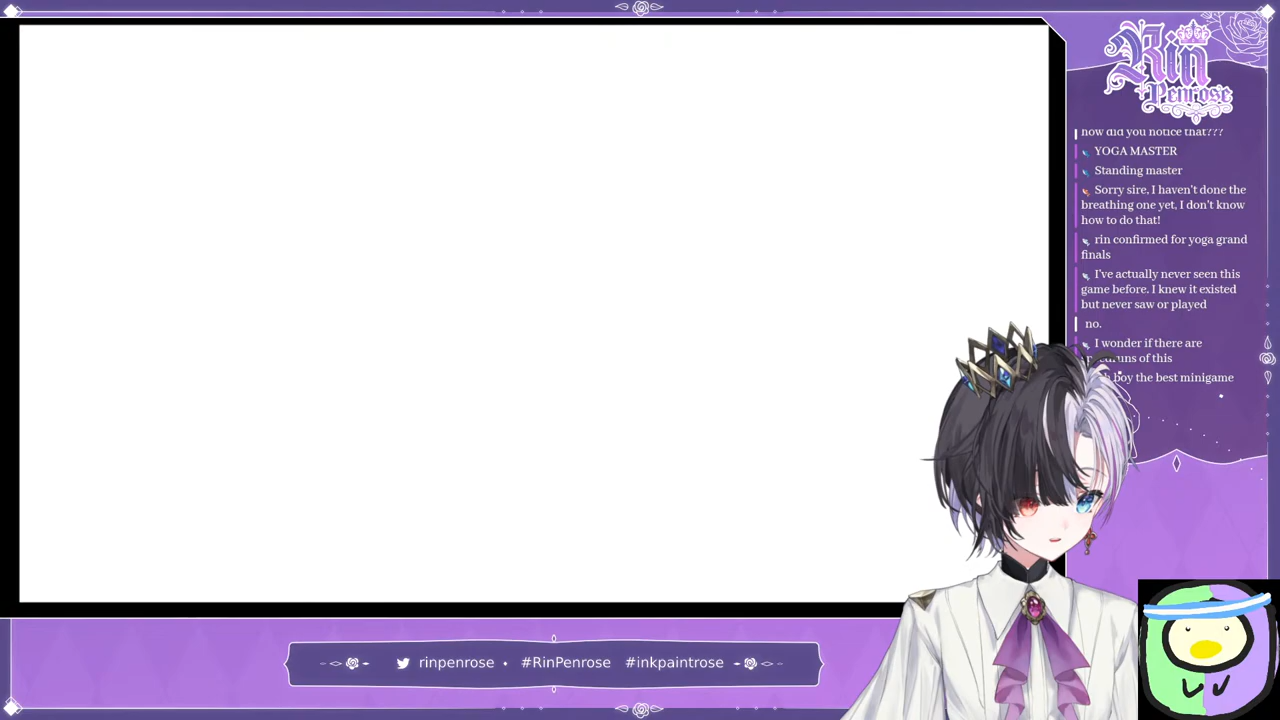 Rin
Penrose
how did you notice that???
YOGA MASTER
Standing master
Sorry sire, I haven't done the
breathing one yet, I don't know
how to do that!
rin confirmed for yoga grand
finals
I've actually never seen this
game before. I knew it existed
but never saw or played
no.
I wonder if there are
of this
boy the best minigame
rinpenrose • #RinPenrose #inkpaintrose